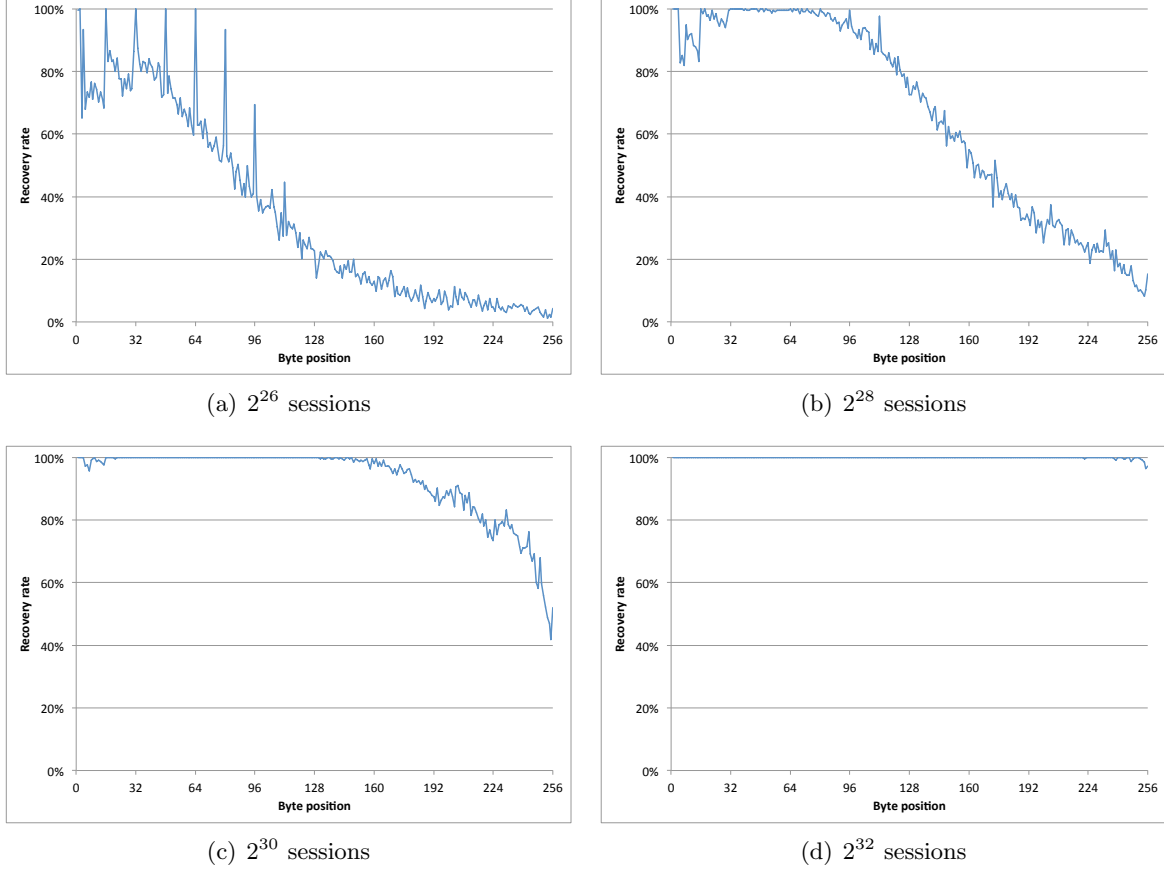 100%
80%
60%
40%
20%
0%
Recovery rate
0 32 64 96 128 160 192 224 256
Byte position
(a) 2^26 sessions
100%
80%
60%
40%
20%
0%
Recovery rate
0 32 64 96 128 160 192 224 256
Byte position
(b) 2^28 sessions
100%
80%
60%
40%
20%
0%
Recovery rate
0 32 64 96 128 160 192 224 256
Byte position
(c) 2^30 sessions
100%
80%
60%
40%
20%
0%
Recovery rate
0 32 64 96 128 160 192 224 256
Byte position
(d) 2^32 sessions